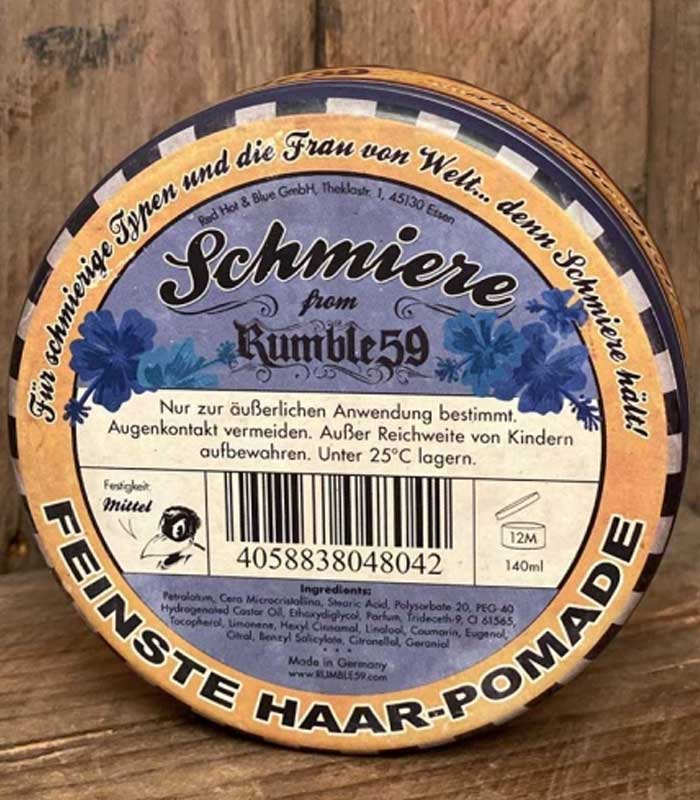 Für schmierige Typen und die Frau von Welt... denn Schmiere hält!
Red Hot & Blue GmbH, Theklastr. 1, 45130 Essen
Schmiere
from
Rumble59
Nur zur äußerlichen Anwendung bestimmt.
Augenkontakt vermeiden. Außer Reichweite von Kindern
aufbewahren. Unter 25°C lagern.
Festigkeit:
Mittel
4058838048042
12M
140ml
Ingredients:
Petrolatum, Cera Microcristallina, Stearic Acid, Polysorbate 20, PEG-40
Hydrogenated Castor Oil, Ethoxydiglycol, Parfum, Trideceth-9, CI 61565,
Tocopherol, Limonene, Hexyl Cinnamal, Linalool, Coumarin, Eugenol,
Citral, Benzyl Salicylate, Citronellol, Geraniol
Made in Germany
www.RUMBLE59.com
FEINSTE HAAR-POMADE